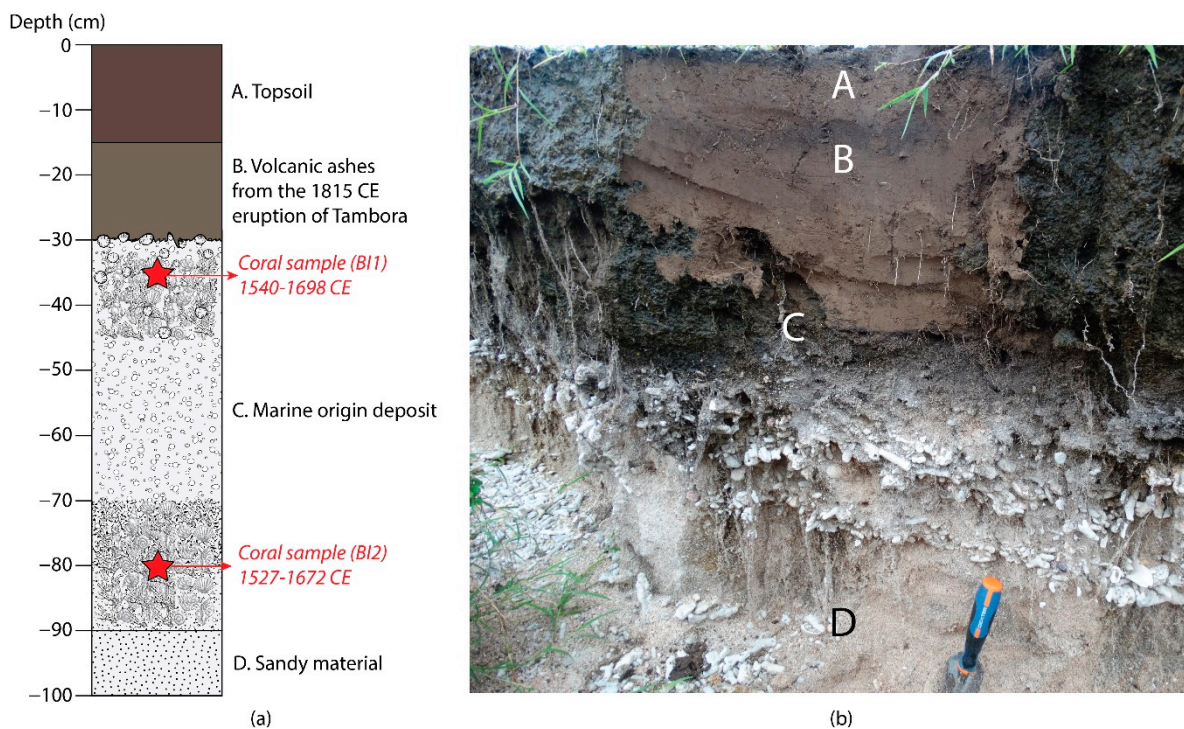 Depth (cm)
0
−10
−20
−30
−40
−50
−60
−70
−80
−90
−100
A. Topsoil
B. Volcanic ashes
from the 1815 CE
eruption of Tambora
Coral sample (BI1)
1540-1698 CE
C. Marine origin deposit
Coral sample (BI2)
1527-1672 CE
D. Sandy material
(a)
A
B
C
D
(b)